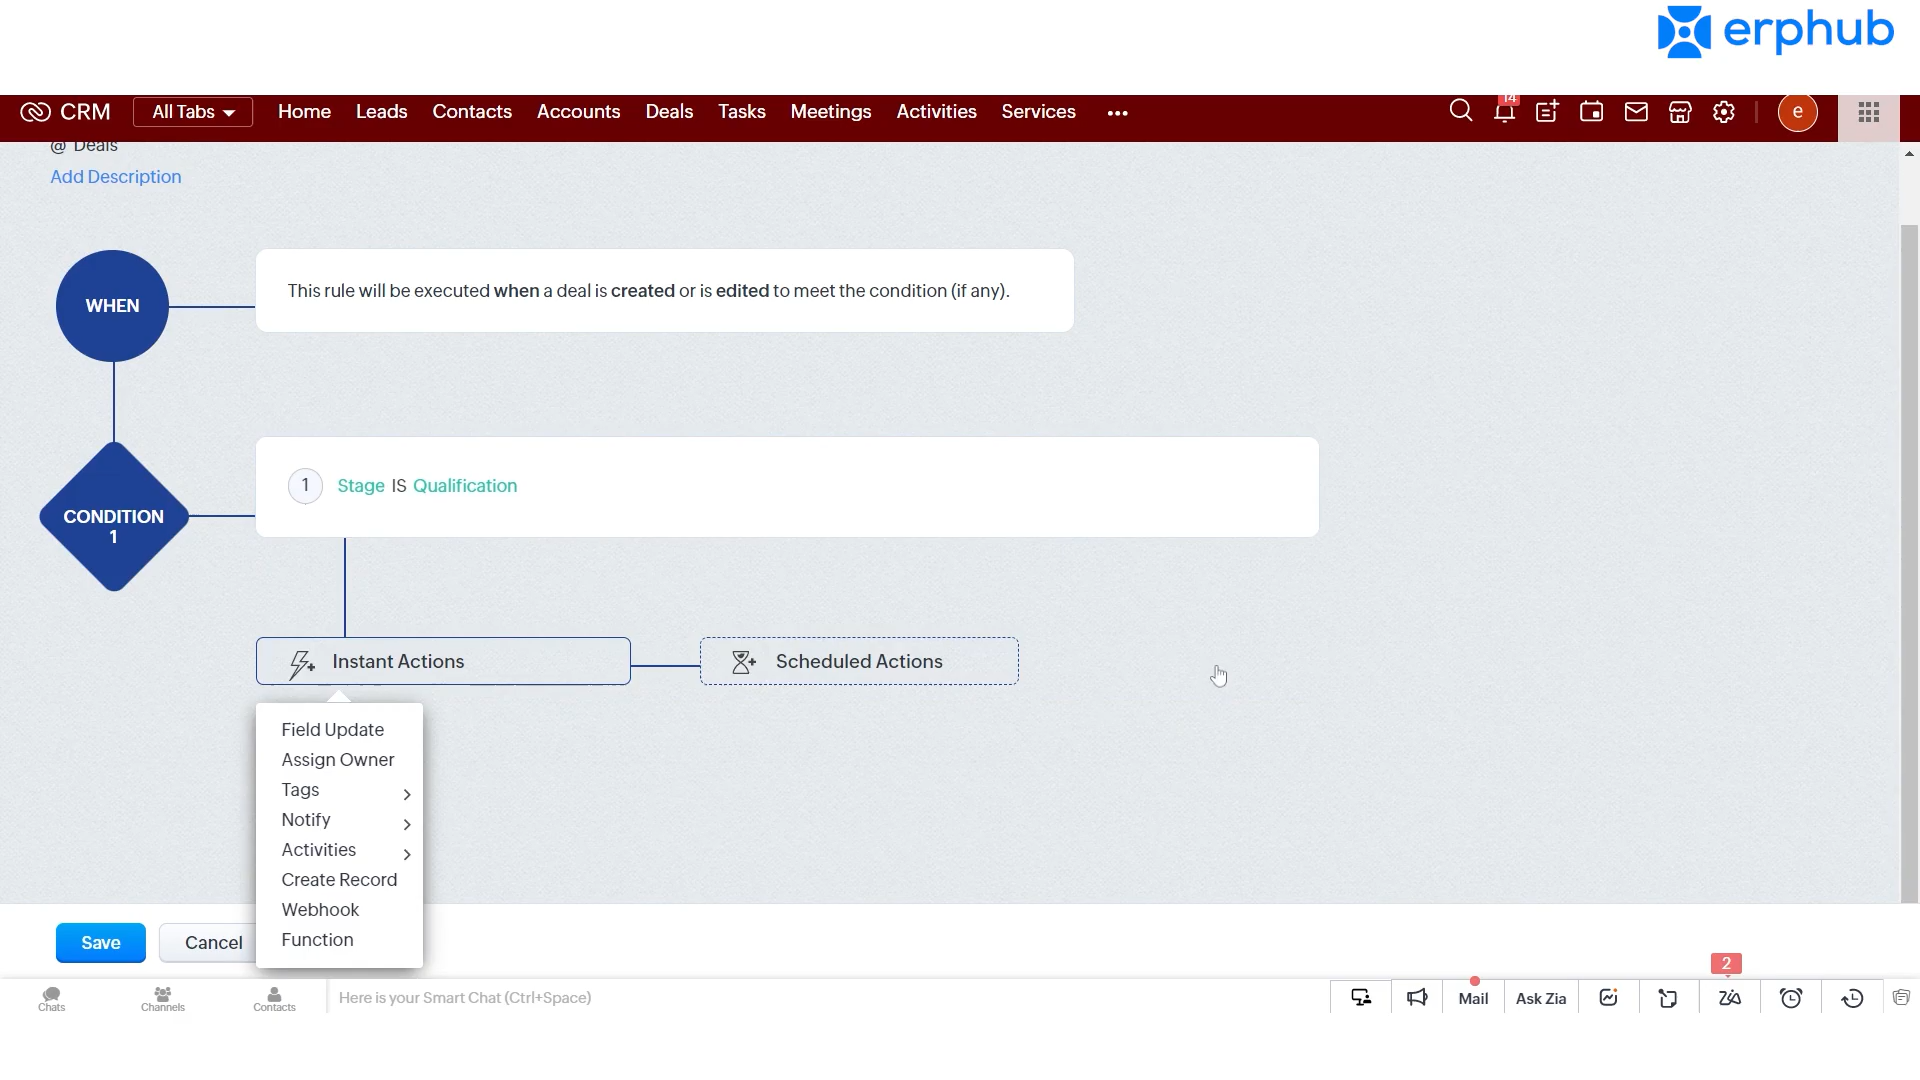 erphub
CRM
All Tabs
Home
Leads
Contacts
Accounts
Deals
Tasks
Meetings
Activities
Services
•••
14
e
@ Deals
Add Description
WHEN
This rule will be executed when a deal is created or is edited to meet the condition (if any).
CONDITION
1
1
Stage IS Qualification
Instant Actions
Scheduled Actions
Field Update
Assign Owner
Tags
Notify
Activities
Create Record
Webhook
Function
Save
Cancel
2
Chats
Channels
Contacts
Here is your Smart Chat (Ctrl+Space)
Mail
Ask Zia